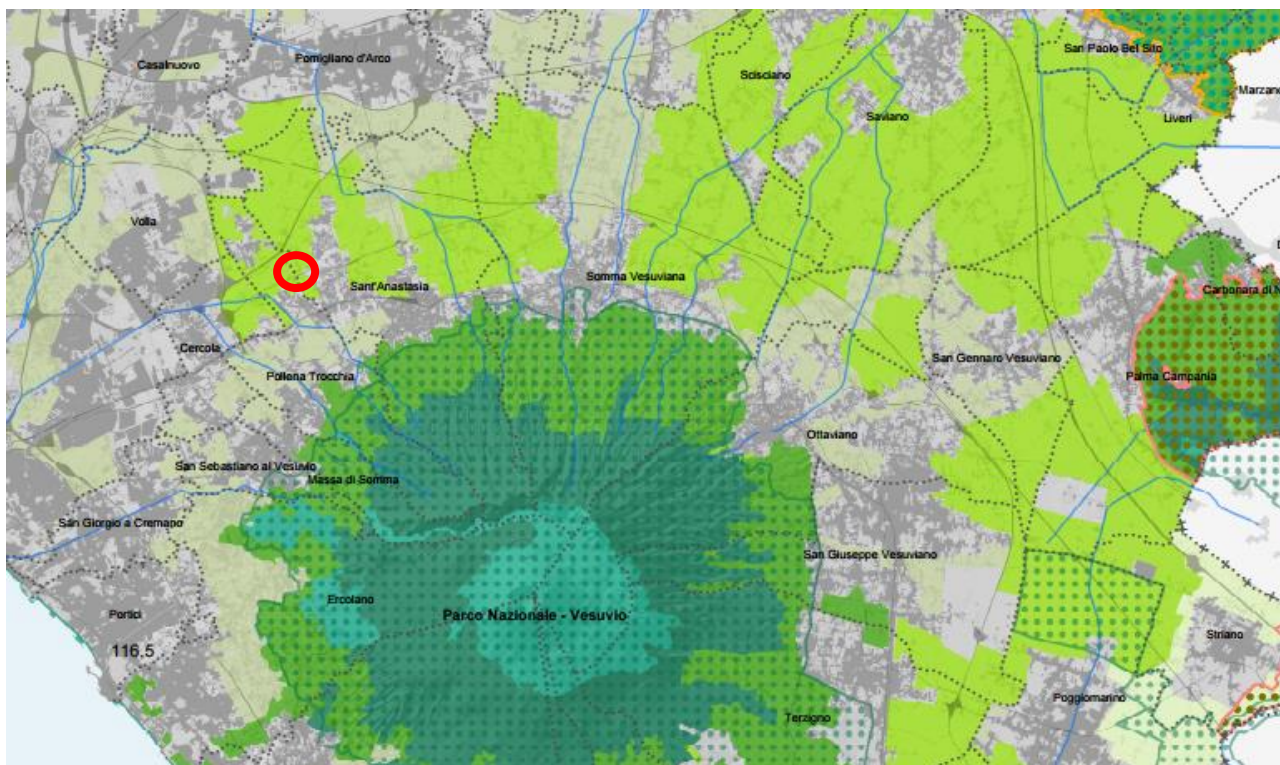 Casalnuovo
Pomigliano d'Arco
San Paolo Bel Sito
Scisciano
Marzano
Saviano
Liveri
Volla
Sant'Anastasia
Somma Vesuviana
Carbonara di N
Cercola
San Gennaro Vesuviano
Pollena Trocchia
Palma Campania
Ottaviano
San Sebastiano al Vesuvio
Massa di Somma
San Giorgio a Cremano
San Giuseppe Vesuviano
Ercolano
Parco Nazionale - Vesuvio
Portici
Striano
116,5
Poggiomarino
Terzigno